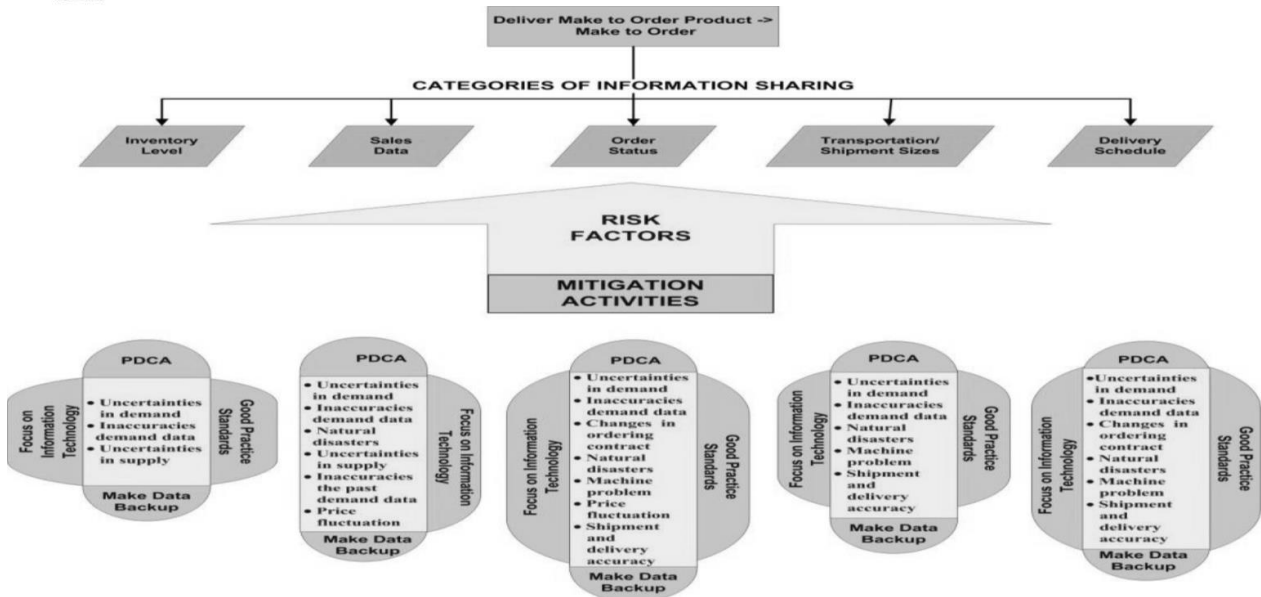 Deliver Make to Order Product ->
Make to Order
CATEGORIES OF INFORMATION SHARING
Inventory
Level
Sales
Data
Order
Status
Transportation/
Shipment Sizes
Delivery
Schedule
RISK
FACTORS
MITIGATION
ACTIVITIES
PDCA
Focus on
Information
Technology
• Uncertainties
in demand
• Inaccuracies
demand data
• Uncertainties
in supply
Good Practice
Standards
Make Data
Backup
PDCA
• Uncertainties
in demand
• Inaccuracies
demand data
• Natural
disasters
• Uncertainties
in supply
• Inaccuracies
the past
demand data
• Price
fluctuation
Focus on Information
Technology
Make Data
Backup
PDCA
Focus on Information
Technology
• Uncertainties
in demand
• Inaccuracies
demand data
• Changes in
ordering
contract
• Natural
disasters
• Machine
problem
• Price
fluctuation
• Shipment
and
delivery
accuracy
Good Practice
Standards
Make Data
Backup
PDCA
Focus on Information
Technology
• Uncertainties
in demand
• Inaccuracies
demand data
• Natural
disasters
• Machine
problem
• Shipment
and
delivery
accuracy
Good Practice
Standards
Make Data
Backup
PDCA
Focus on Information
Technology
•Uncertainties
in demand
• Inaccuracies
demand data
• Changes in
ordering
contract
• Natural
disasters
• Machine
problem
• Shipment
and
delivery
accuracy
Good Practice
Standards
Make Data
Backup